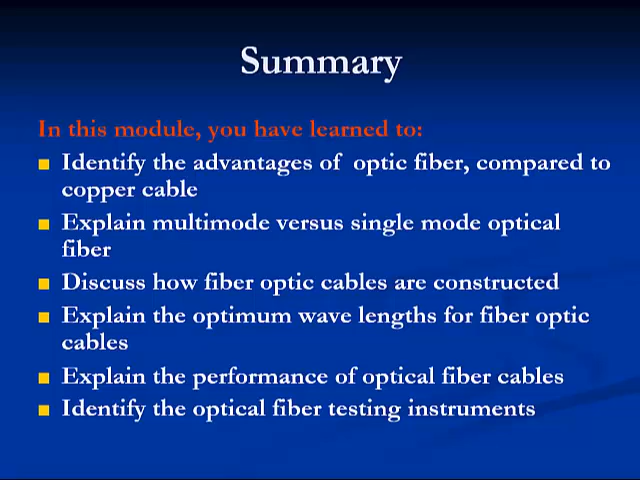 Summary
In this module, you have learned to:
Identify the advantages of optic fiber, compared to
copper cable
Explain multimode versus single mode optical
fiber
Discuss how fiber optic cables are constructed
Explain the optimum wave lengths for fiber optic
cables
Explain the performance of optical fiber cables
Identify the optical fiber testing instruments